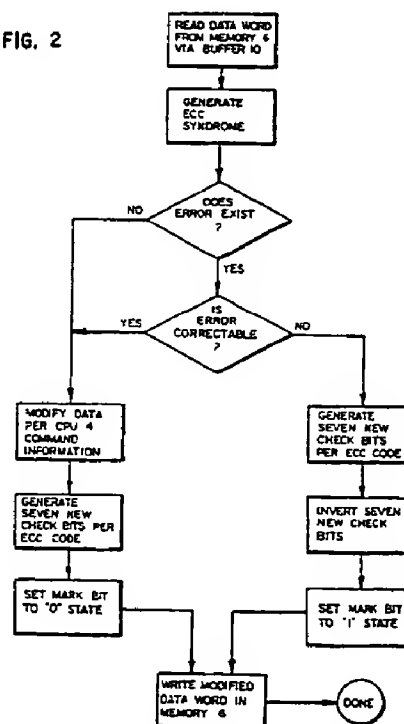 FIG. 2
READ DATA WORD
FROM MEMORY 6
VIA BUFFER 10
GENERATE
ECC
SYNDROME
DOES
ERROR EXIST
?
NO
YES
IS
ERROR
CORRECTABLE
?
YES
NO
MODIFY DATA
PER CPU 4
COMMAND
INFORMATION
GENERATE
SEVEN NEW
CHECK BITS PER
ECC CODE
SET MARK BIT
TO "0" STATE
GENERATE
SEVEN NEW
CHECK BITS
PER ECC CODE
INVERT SEVEN
NEW CHECK
BITS
SET MARK BIT
TO "1" STATE
WRITE MODIFIED
DATA WORD IN
MEMORY 6
DONE